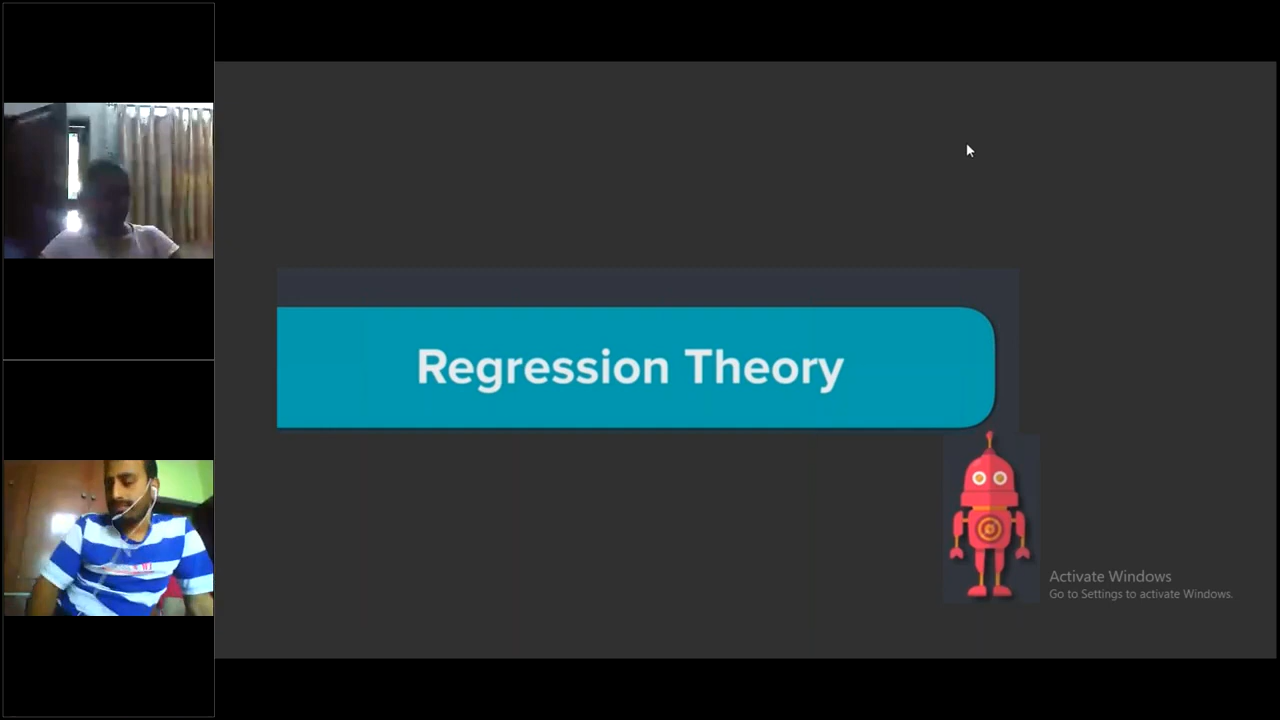 Regression Theory
Activate Windows
Go to Settings to activate Windows.